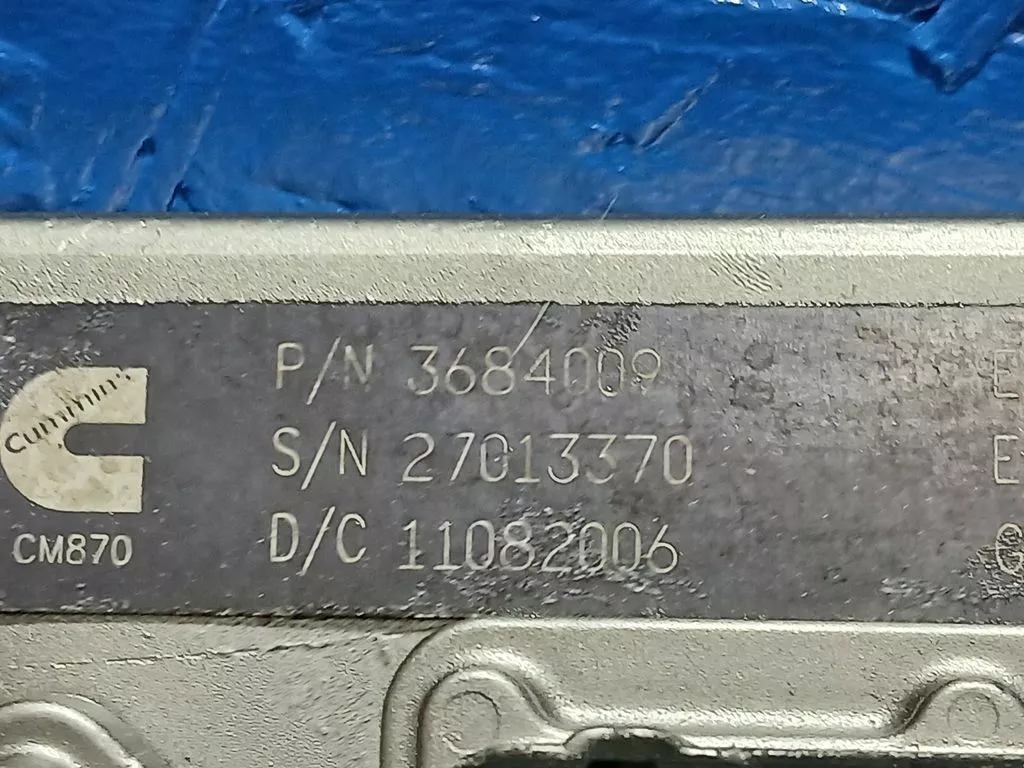 Cummins
CM870
P/N 3684009
S/N 27013370
D/C 11082006
E
E